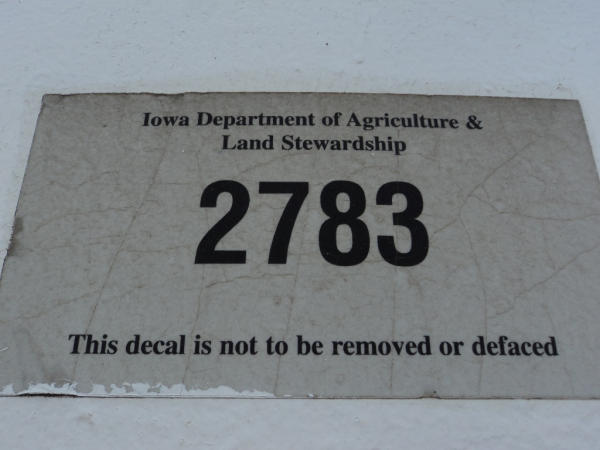 Iowa Department of Agriculture &
Land Stewardship
2783
This decal is not to be removed or defaced